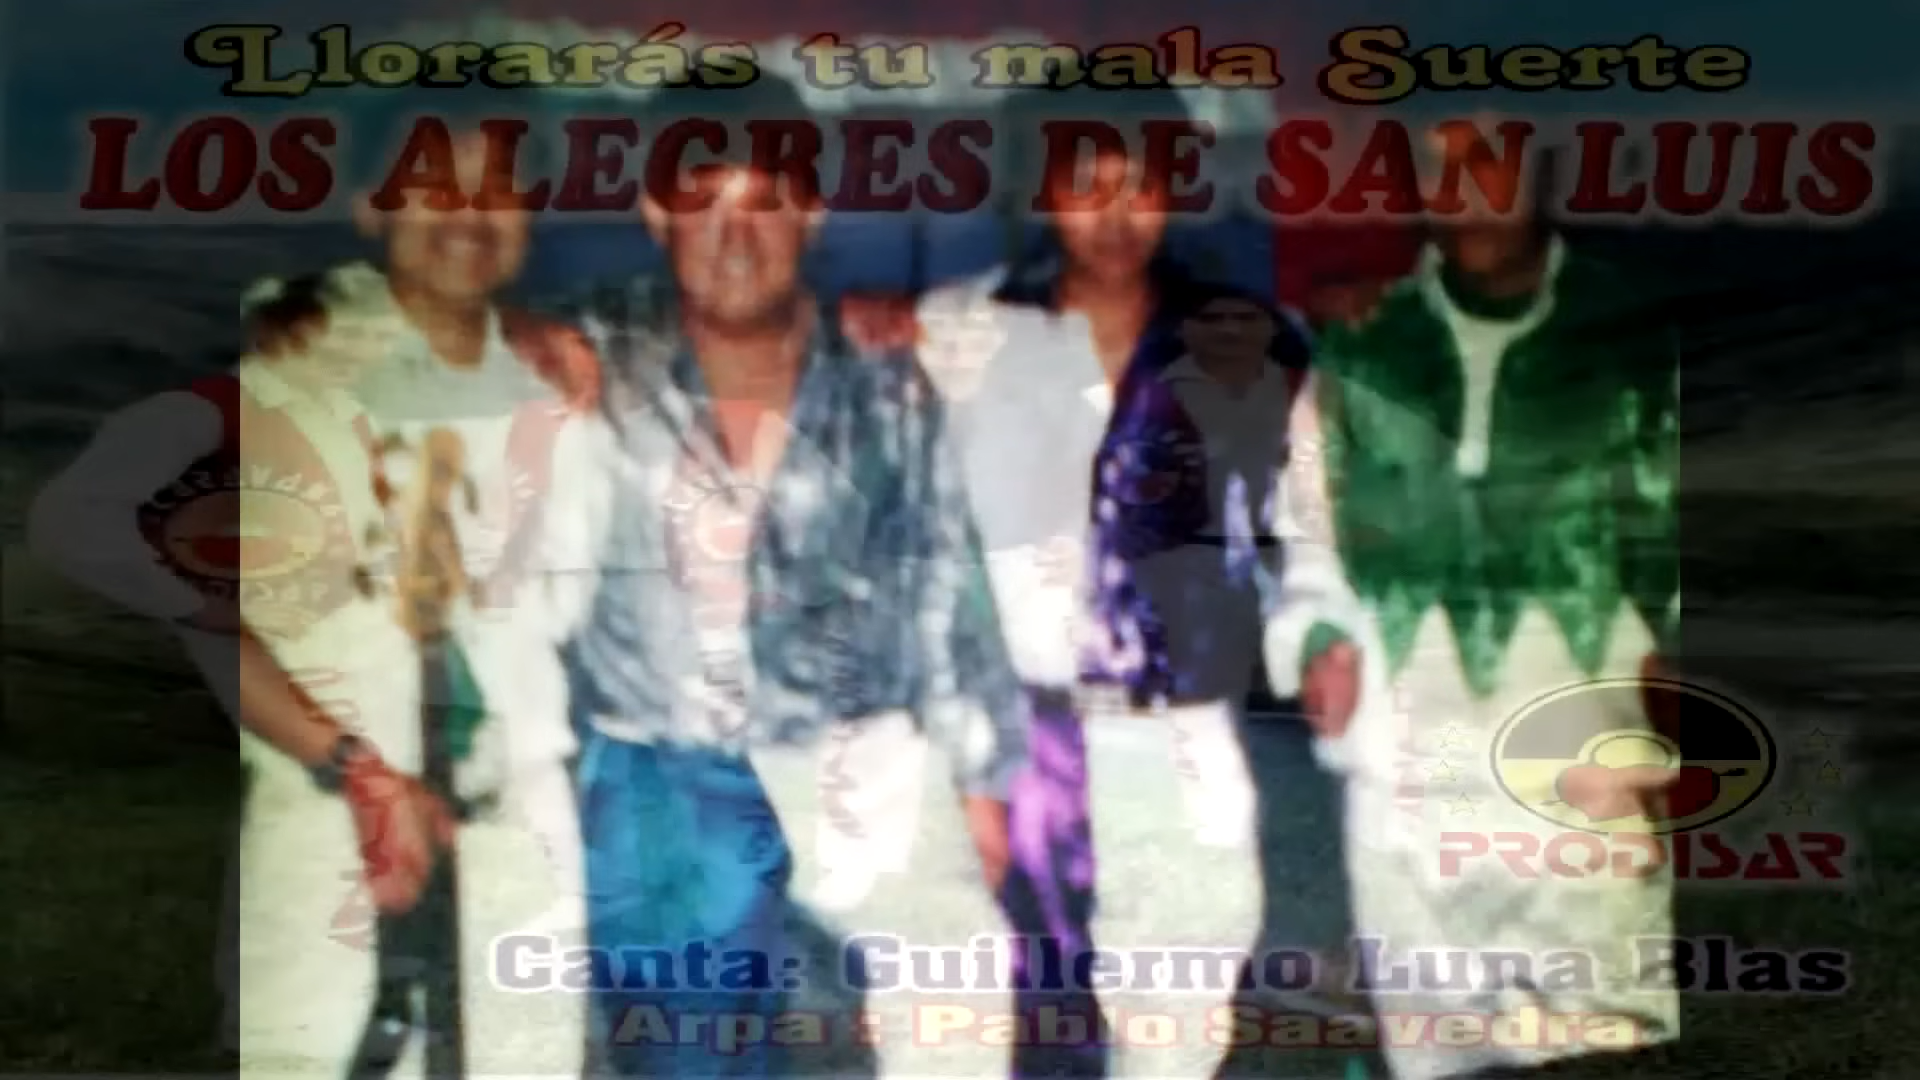 Llorarás tu mala Suerte
LOS ALEGRES DE SAN LUIS
PRODISAR
Canta: Guillermo Luna Blas
Arpa : Pablo Saavedra